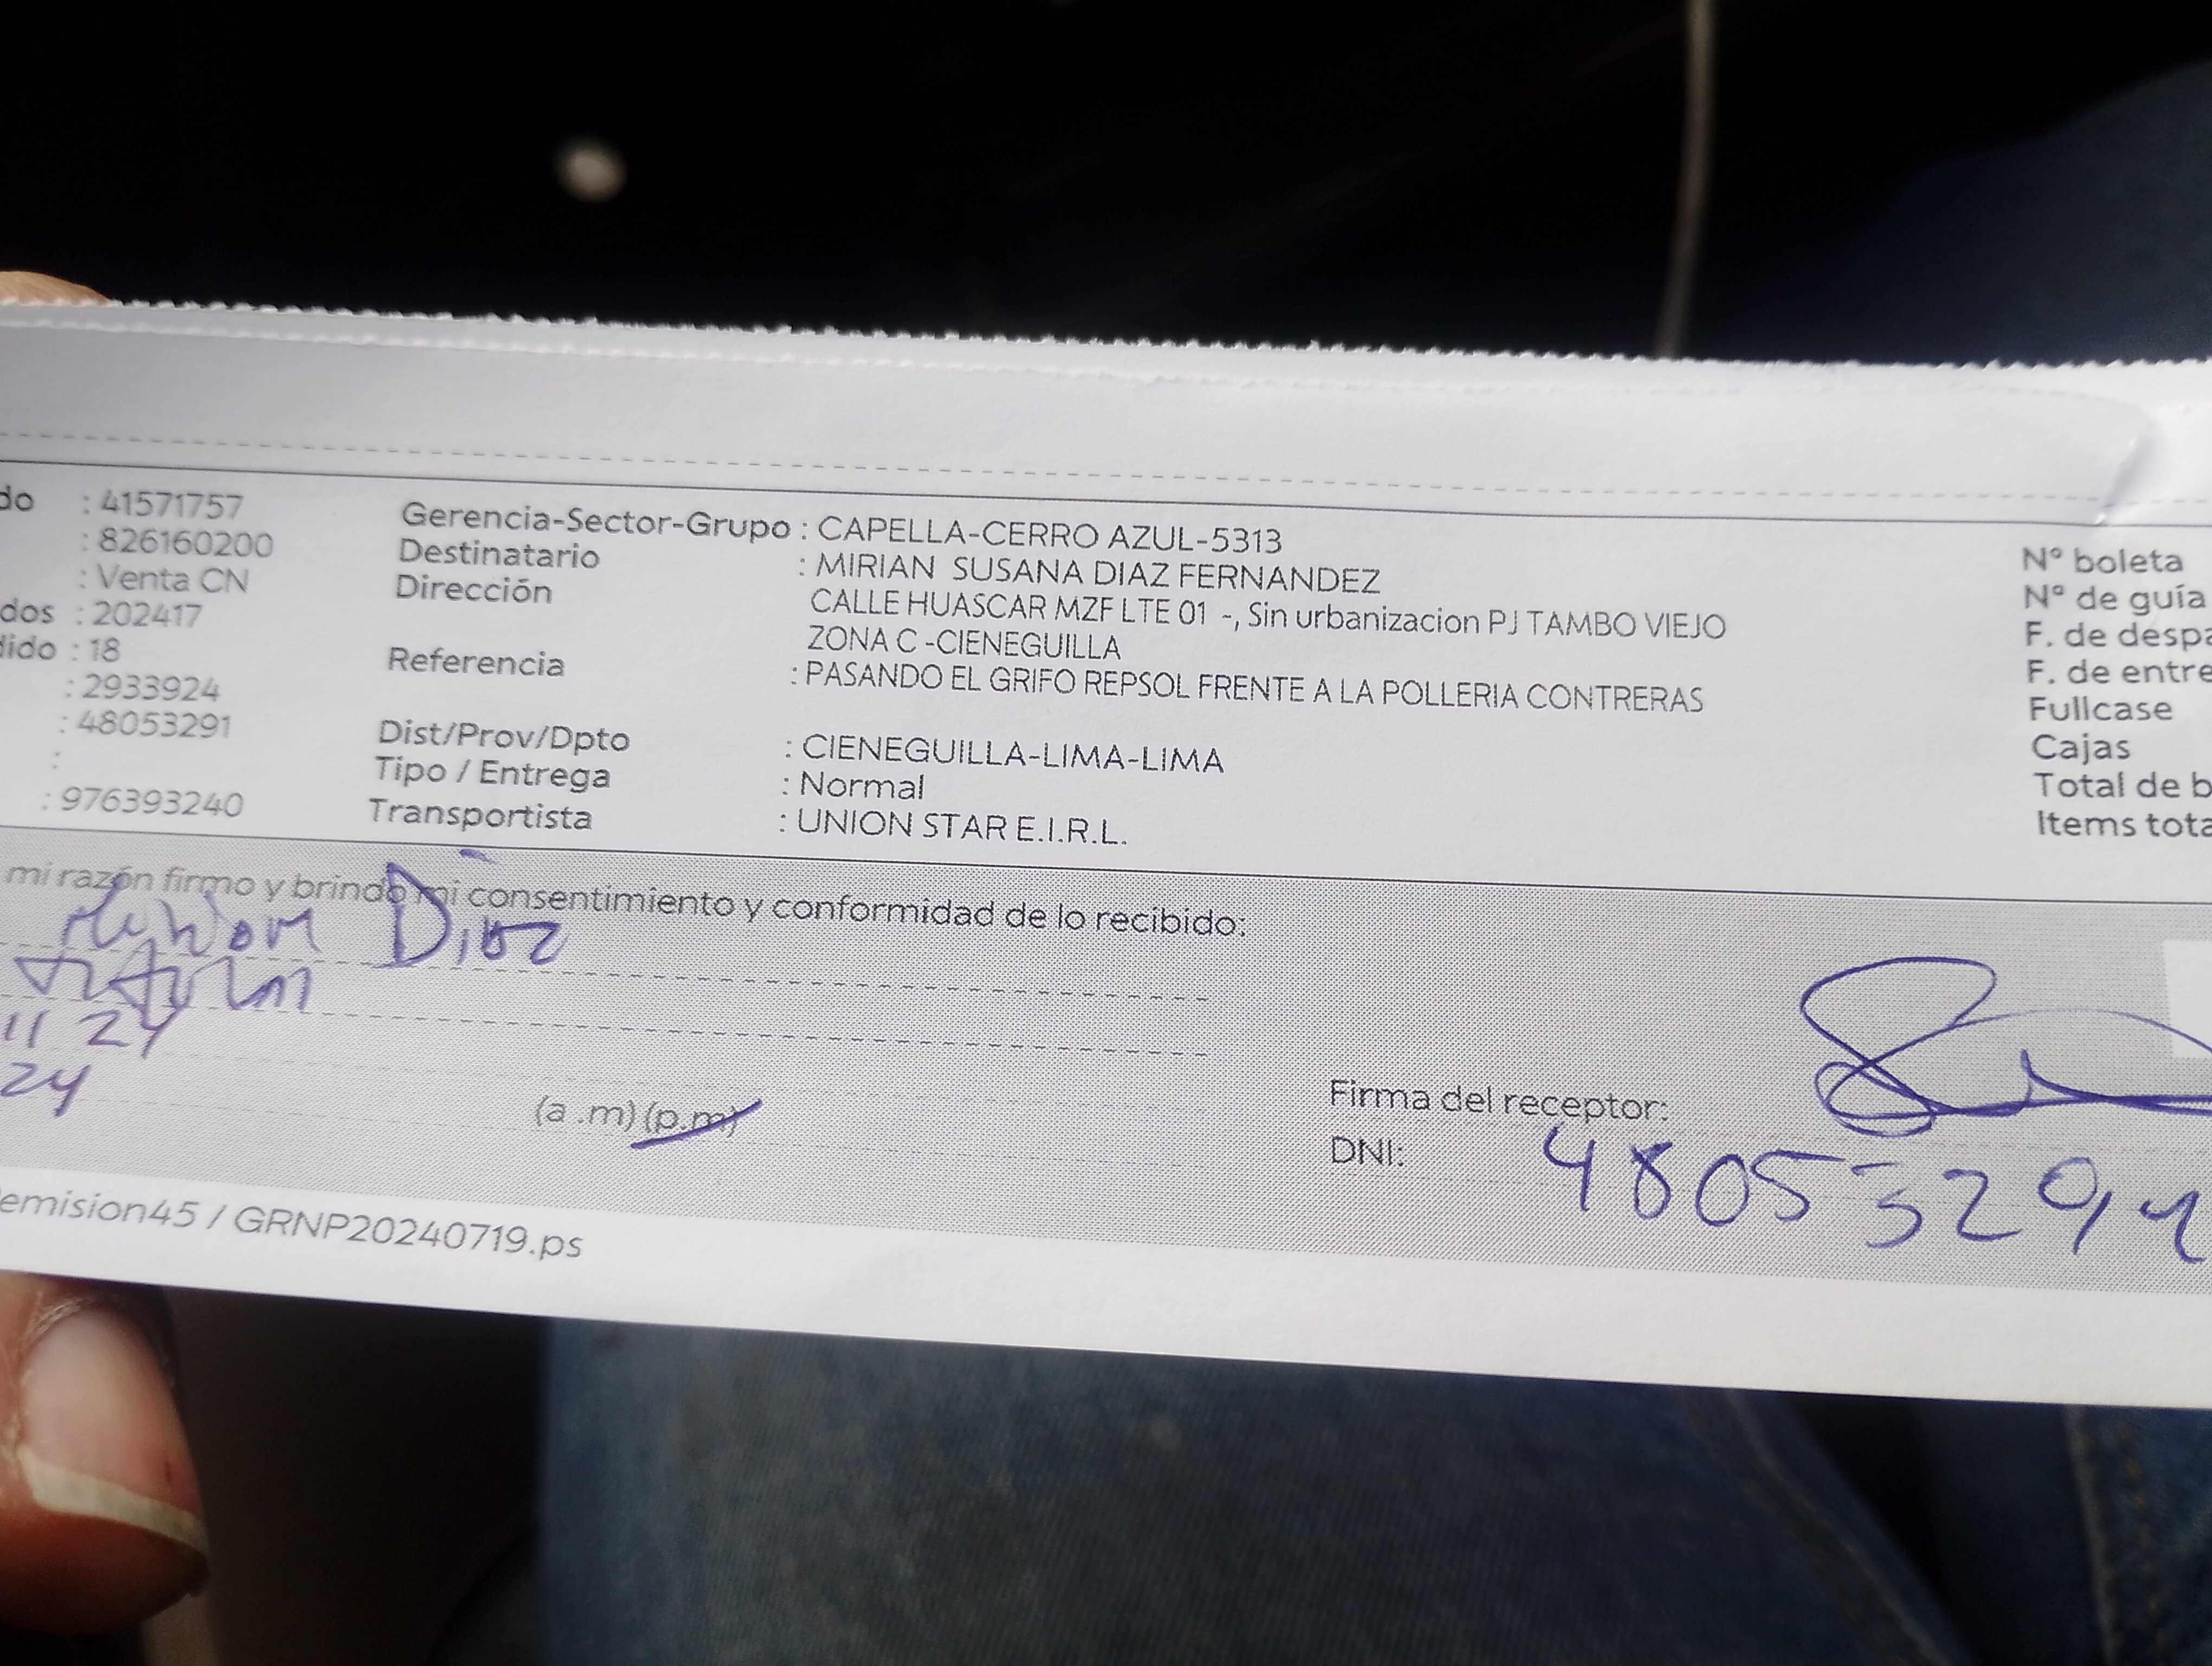 do : 41571757
: 826160200
: Venta CN
dos : 202417
dido : 18
: 2933924
: 48053291
:
: 976393240
Gerencia-Sector-Grupo : CAPELLA-CERRO AZUL-5313
Destinatario : MIRIAN SUSANA DIAZ FERNANDEZ
Dirección CALLE HUASCAR MZF LTE 01 -, Sin urbanizacion PJ TAMBO VIEJO
ZONA C -CIENEGUILLA
Referencia : PASANDO EL GRIFO REPSOL FRENTE A LA POLLERIA CONTRERAS
Dist/Prov/Dpto : CIENEGUILLA-LIMA-LIMA
Tipo / Entrega : Normal
Transportista : UNION STAR E.I.R.L.
N° boleta
N° de guía
F. de despa
F. de entre
Fullcase
Cajas
Total de b
Items tota
mi razón firmo y brindo mi consentimiento y conformidad de lo recibido:
Diaz
11 24
24
(a .m) (p.m)
Firma del receptor:
DNI: 48053291
emision45 / GRNP20240719.ps